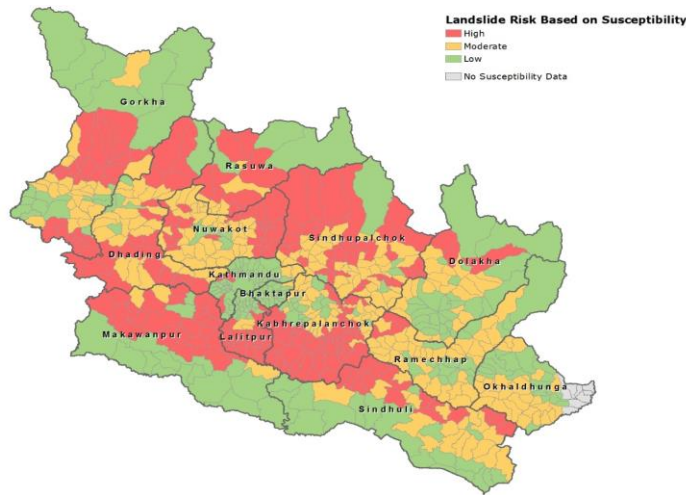 Landslide Risk Based on Susceptibility
High
Moderate
Low
No Susceptibility Data
Gorkha
Rasuwa
Nuwakot
Sindhupalchok
Dhading
Dolakha
Kathmandu
Bhaktapur
Kabhrepalanchok
Makawanpur
Lalitpur
Ramechhap
Okhaldhunga
Sindhuli